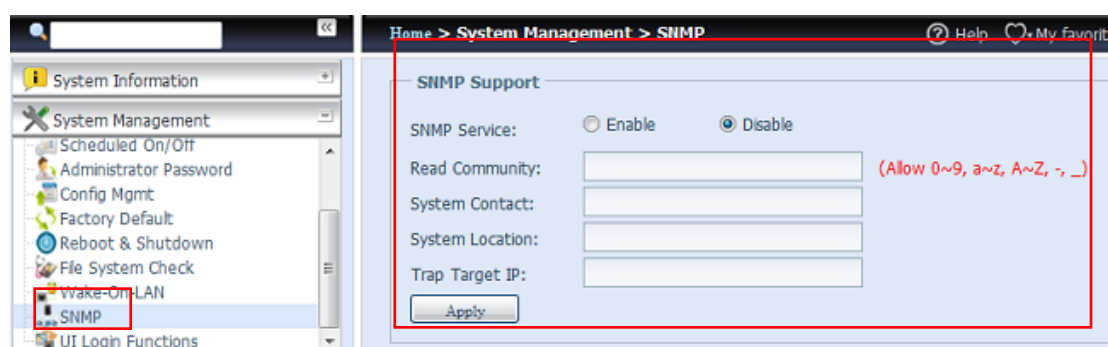 Home > System Management > SNMP
Help
My favorit
System Information
System Management
Scheduled On/Off
Administrator Password
Config Mgmt
Factory Default
Reboot & Shutdown
File System Check
Wake-On-LAN
SNMP
UI Login Functions
SNMP Support
SNMP Service: Enable Disable
Read Community: (Allow 0~9, a~z, A~Z, -, _)
System Contact:
System Location:
Trap Target IP:
Apply